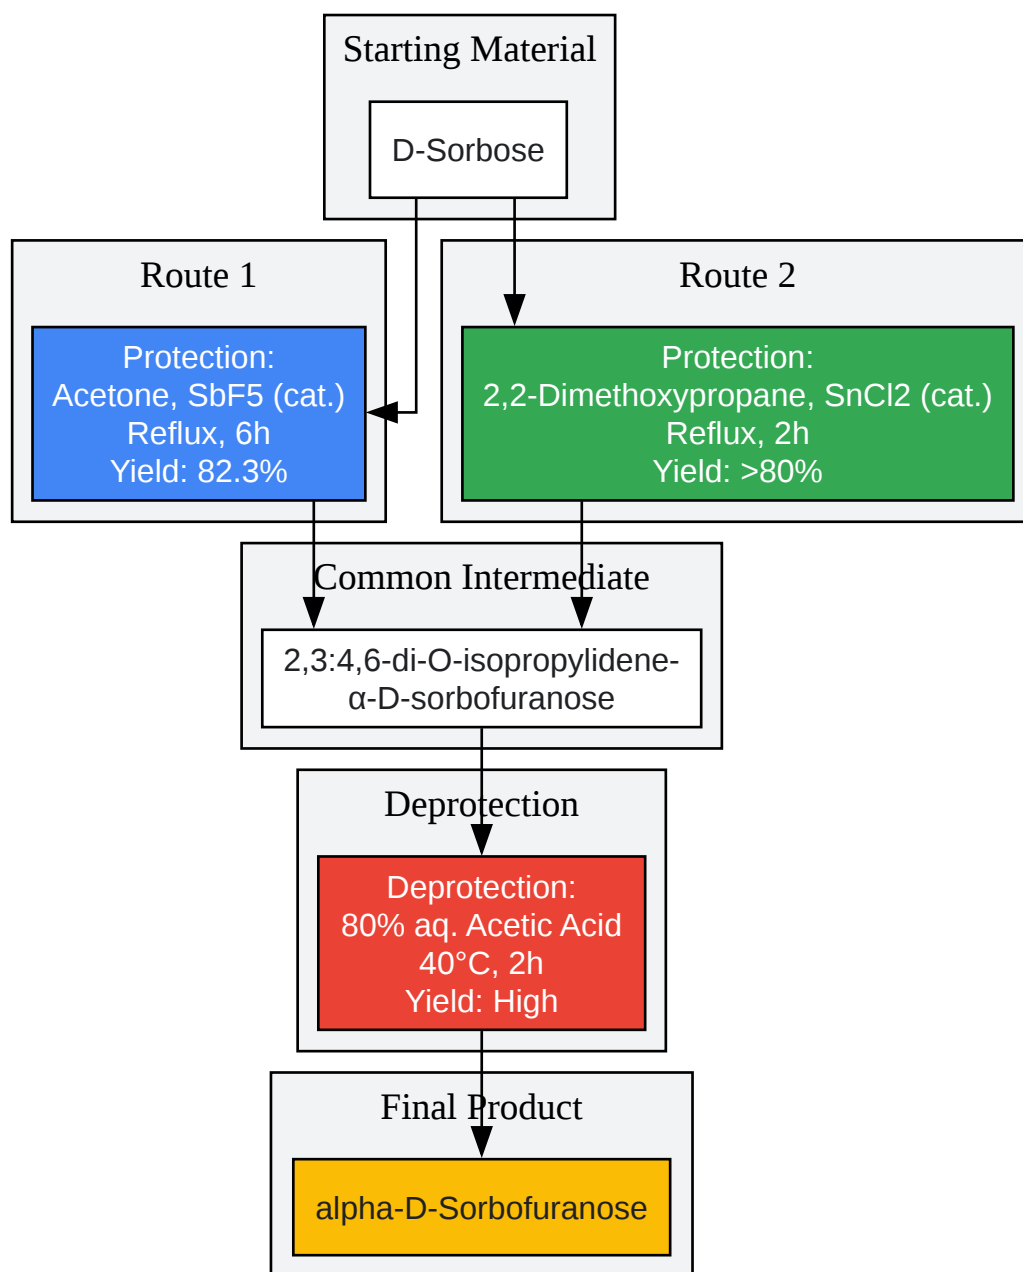 Starting Material
D-Sorbose
Route 1
Protection:
Acetone, SbF5 (cat.)
Reflux, 6h
Yield: 82.3%
Route 2
Protection:
2,2-Dimethoxypropane, SnCl2 (cat.)
Reflux, 2h
Yield: >80%
Common Intermediate
2,3:4,6-di-O-isopropylidene-
α-D-sorbofuranose
Deprotection
Deprotection:
80% aq. Acetic Acid
40°C, 2h
Yield: High
Final Product
alpha-D-Sorbofuranose